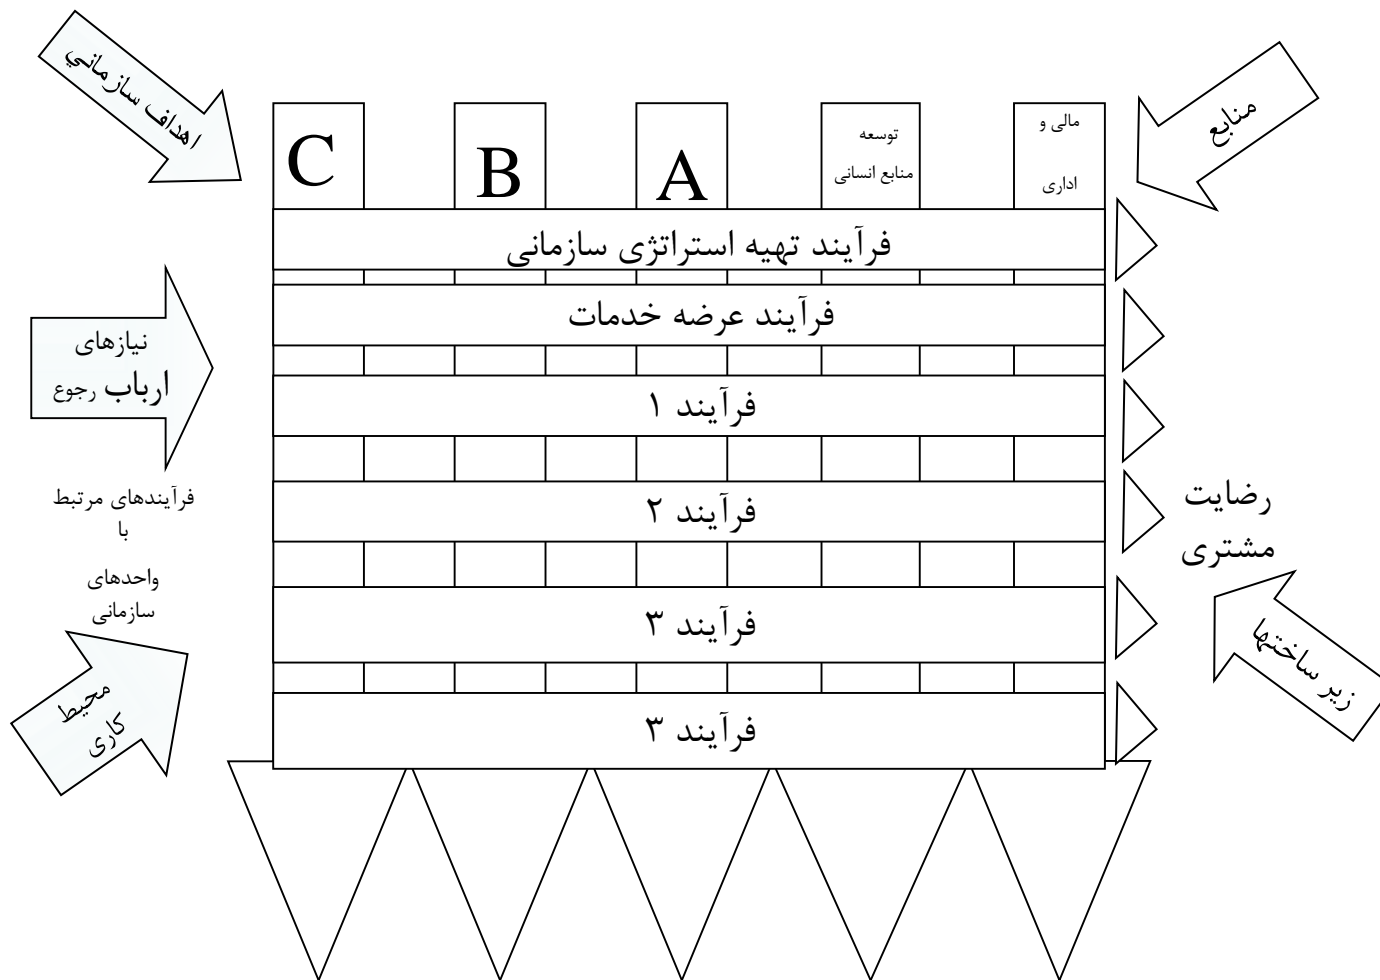 اهداف سازماني
منابع
مالی و
اداری
توسعه
منابع انسانی
A
B
C
فرآیند تهیه استراتژی سازمانی
فرآیند عرضه خدمات
فرآیند ۱
فرآیند ۲
فرآیند ۳
فرآیند ۳
نیازهای
ارباب رجوع
فرآیندهای مرتبط
با
واحدهای
سازمانی
محیط
کاری
رضایت
مشتری
زیر ساختها